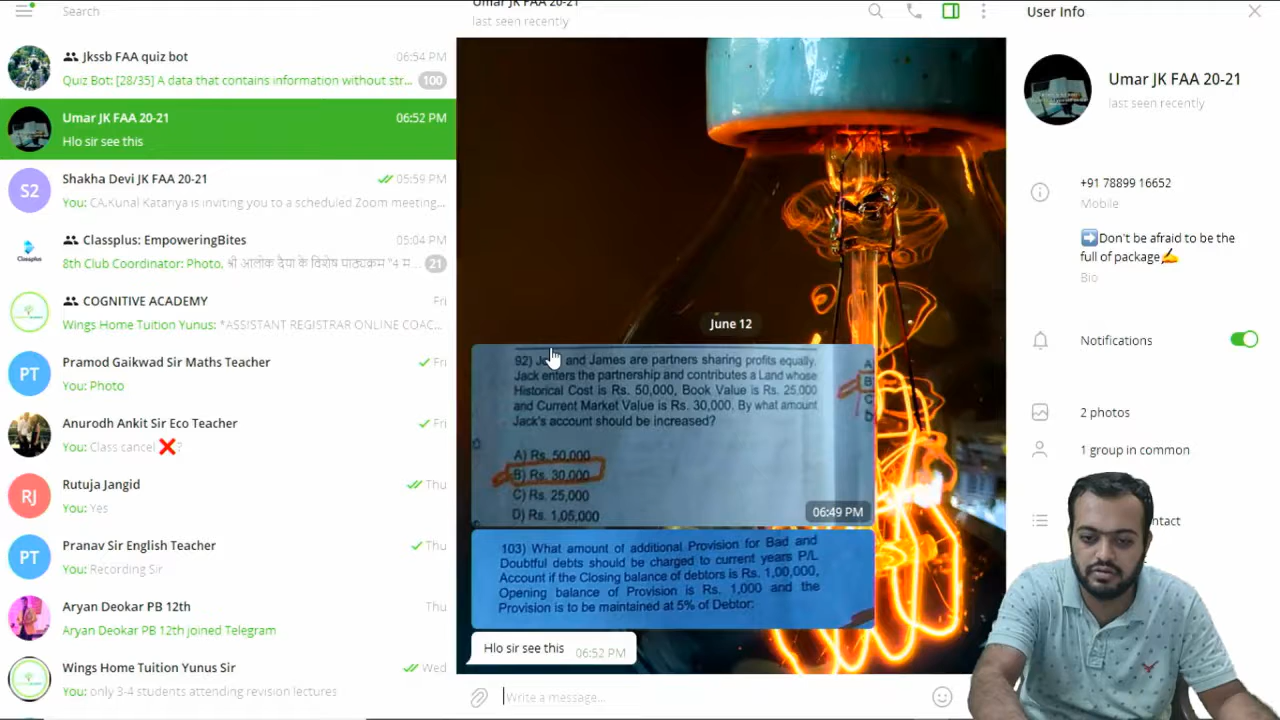 Search
Jkssb FAA quiz bot 06:54 PM
Quiz Bot: [28/35] A data that contains information without str... 100
Umar JK FAA 20-21 06:52 PM
Hlo sir see this
S2
Shakha Devi JK FAA 20-21 05:59 PM
You: CA.Kunal Katariya is inviting you to a scheduled Zoom meeting...
Classplus
Classplus: EmpoweringBites 05:04 PM
8th Club Coordinator: Photo, श्री आलोक दैया के विशेष पाठ्यक्रम "4 म... 21
COGNITIVE ACADEMY Fri
Wings Home Tuition Yunus: *ASSISTANT REGISTRAR ONLINE COAC...
PT
Pramod Gaikwad Sir Maths Teacher Fri
You: Photo
Anurodh Ankit Sir Eco Teacher Fri
You: Class cancel ❌?
RJ
Rutuja Jangid Thu
You: Yes
PT
Pranav Sir English Teacher Thu
You: Recording Sir
Aryan Deokar PB 12th Thu
Aryan Deokar PB 12th joined Telegram
Wings Home Tuition Yunus Sir Wed
You: only 3-4 students attending revision lectures
Umar JK FAA 20-21
last seen recently
June 12
92) and James are partners sharing profits equally.
Jack enters the partnership and contributes a Land whose
Historical Cost is Rs. 50,000, Book Value is Rs. 25,000
and Current Market Value is Rs. 30,000. By what amount
Jack's account should be increased?
A) Rs. 50,000
B) Rs. 30,000
C) Rs. 25,000
D) Rs. 1,05,000
A
B
C
D
06:49 PM
103) What amount of additional Provision for Bad and
Doubtful debts should be charged to current years P/L
Account if the Closing balance of debtors is Rs. 1,00,000,
Opening balance of Provision is Rs. 1,000 and the
Provision is to be maintained at 5% of Debtor:
Hlo sir see this 06:52 PM
Write a message...
User Info
Umar JK FAA 20-21
last seen recently
+91 78899 16652
Mobile
➡️Don't be afraid to be the
full of package✍️
Bio
Notifications
2 photos
1 group in common
ntact